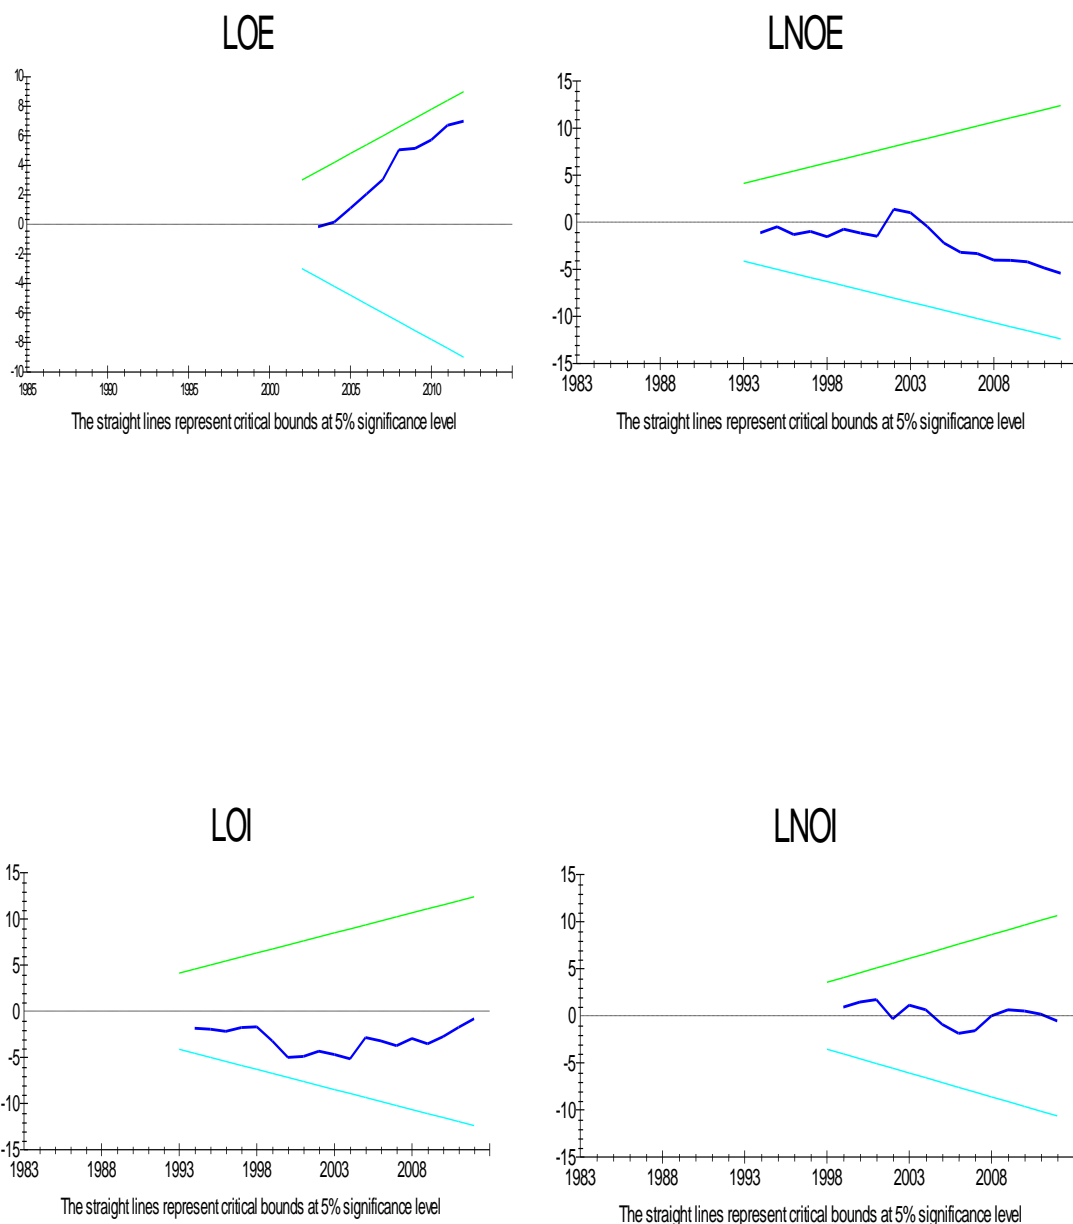 LOE
10
8
6
4
2
0
-2
-4
-6
-8
-10
1985 1990 1995 2000 2005 2010
The straight lines represent critical bounds at 5% significance level
LNOE
15
10
5
0
-5
-10
-15
1983 1988 1993 1998 2003 2008
The straight lines represent critical bounds at 5% significance level
LOI
15
10
5
0
-5
-10
-15
1983 1988 1993 1998 2003 2008
The straight lines represent critical bounds at 5% significance level
LNOI
15
10
5
0
-5
-10
-15
1983 1988 1993 1998 2003 2008
The straight lines represent critical bounds at 5% significance level